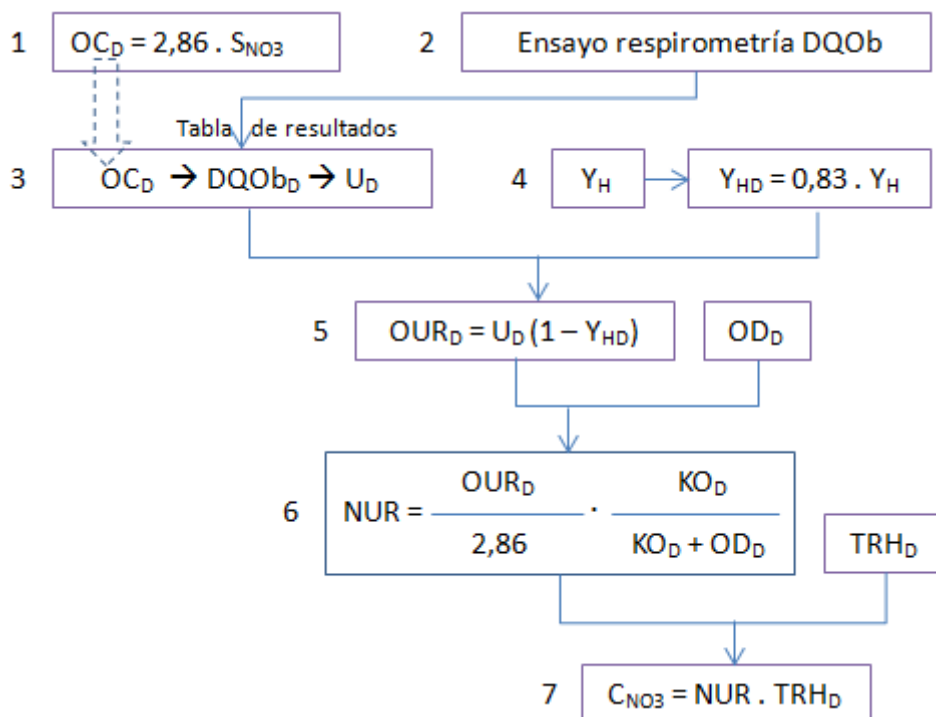 1 OC_D = 2,86 . S_NO3
2 Ensayo respirometría DQOb
Tabla de resultados
3 OC_D → DQOb_D → U_D
4 Y_H Y_HD = 0,83 . Y_H
5 OUR_D = U_D (1 – Y_HD) OD_D
OUR_D KO_D
6 NUR = ·
2,86 KO_D + OD_D
TRH_D
7 C_NO3 = NUR . TRH_D